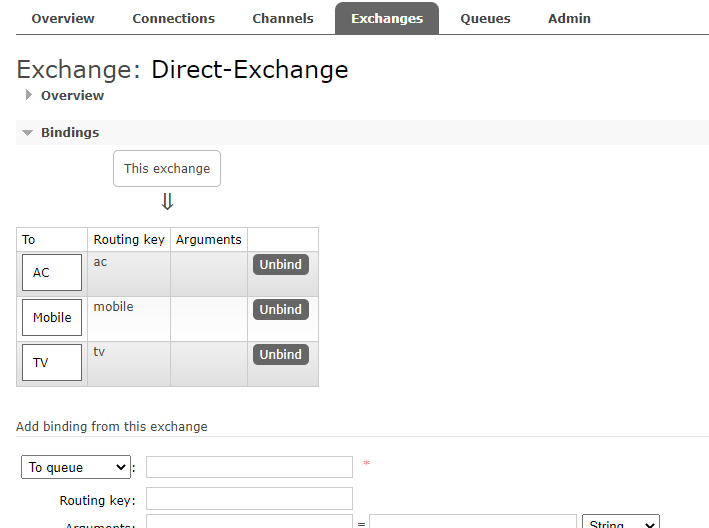 Overview Connections Channels Exchanges Queues Admin
Exchange: Direct-Exchange
Overview
Bindings
This exchange
⇓
To Routing key Arguments
AC ac Unbind
Mobile mobile Unbind
TV tv Unbind
Add binding from this exchange
To queue : *
Routing key:
Arguments: = String